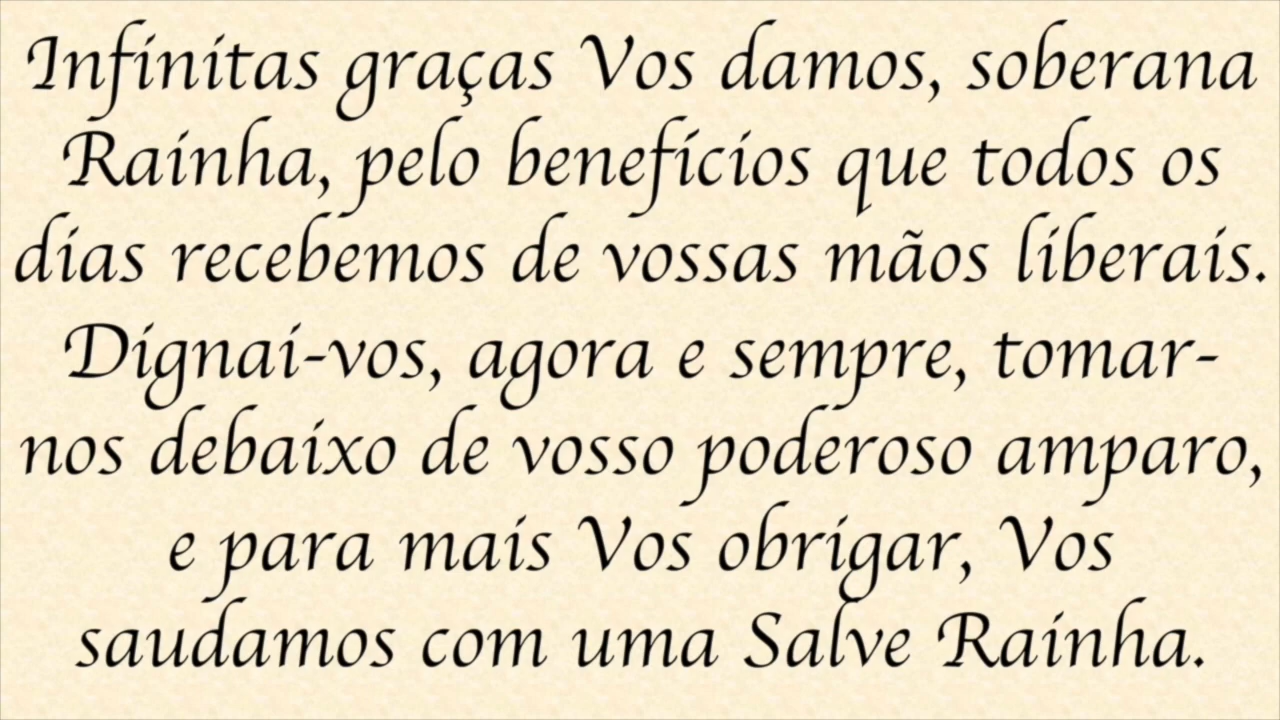 Infinitas graças Vos damos, soberana
Rainha, pelo benefícios que todos os
dias recebemos de vossas mãos liberais.
Dignai-vos, agora e sempre, tomar-
nos debaixo de vosso poderoso amparo,
e para mais Vos obrigar, Vos
saudamos com uma Salve Rainha.